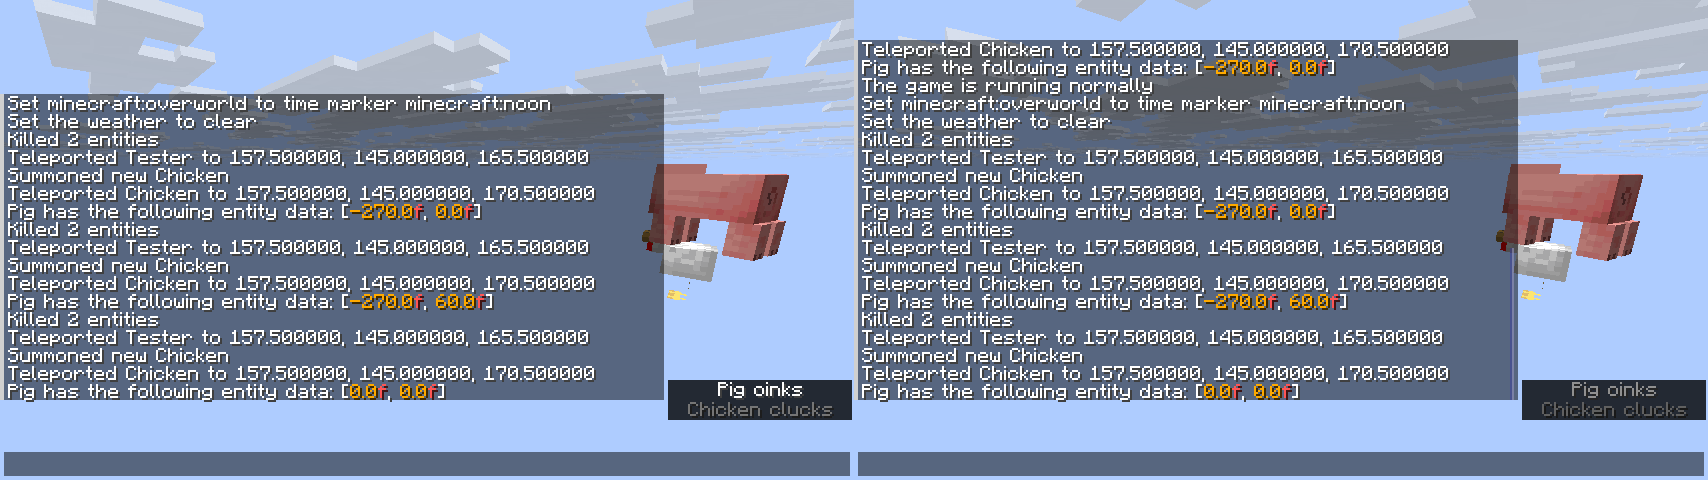 Set minecraft:overworld to time marker minecraft:noon
Set the weather to clear
Killed 2 entities
Teleported Tester to 157.500000, 145.000000, 165.500000
Summoned new Chicken
Teleported Chicken to 157.500000, 145.000000, 170.500000
Pig has the following entity data: [-270.0f, 0.0f]
Killed 2 entities
Teleported Tester to 157.500000, 145.000000, 165.500000
Summoned new Chicken
Teleported Chicken to 157.500000, 145.000000, 170.500000
Pig has the following entity data: [-270.0f, 60.0f]
Killed 2 entities
Teleported Tester to 157.500000, 145.000000, 165.500000
Summoned new Chicken
Teleported Chicken to 157.500000, 145.000000, 170.500000
Pig has the following entity data: [0.0f, 0.0f]
Pig oinks
Chicken clucks
Teleported Chicken to 157.500000, 145.000000, 170.500000
Pig has the following entity data: [-270.0f, 0.0f]
The game is running normally
Set minecraft:overworld to time marker minecraft:noon
Set the weather to clear
Killed 2 entities
Teleported Tester to 157.500000, 145.000000, 165.500000
Summoned new Chicken
Teleported Chicken to 157.500000, 145.000000, 170.500000
Pig has the following entity data: [-270.0f, 0.0f]
Killed 2 entities
Teleported Tester to 157.500000, 145.000000, 165.500000
Summoned new Chicken
Teleported Chicken to 157.500000, 145.000000, 170.500000
Pig has the following entity data: [-270.0f, 60.0f]
Killed 2 entities
Teleported Tester to 157.500000, 145.000000, 165.500000
Summoned new Chicken
Teleported Chicken to 157.500000, 145.000000, 170.500000
Pig has the following entity data: [0.0f, 0.0f]
Pig oinks
Chicken clucks